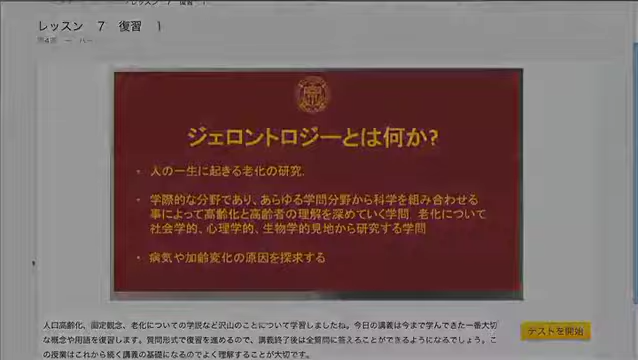 レッスン 7 復習 1
ジェロントロジーとは何か?
• 人の一生に起きる老化の研究.
• 学際的な分野であり、あらゆる学問分野から科学を組み合わせる
事によって高齢化と高齢者の理解を深めていく学問. 老化について
社会学的、心理学的、生物学的見地から研究する学問
• 病気や加齢変化の原因を探求する
人口高齢化、固定観念、老化についての学説など沢山のことについて学習しましたね。今日の講義は今まで学んできた一番大切
な概念や用語を復習します。質問形式で復習を進めるので、講義終了後は全質問に答えることができるようになるでしょう。こ
の授業はこれから続く講義の基礎になるのでよく理解することが大切です。
テストを開始